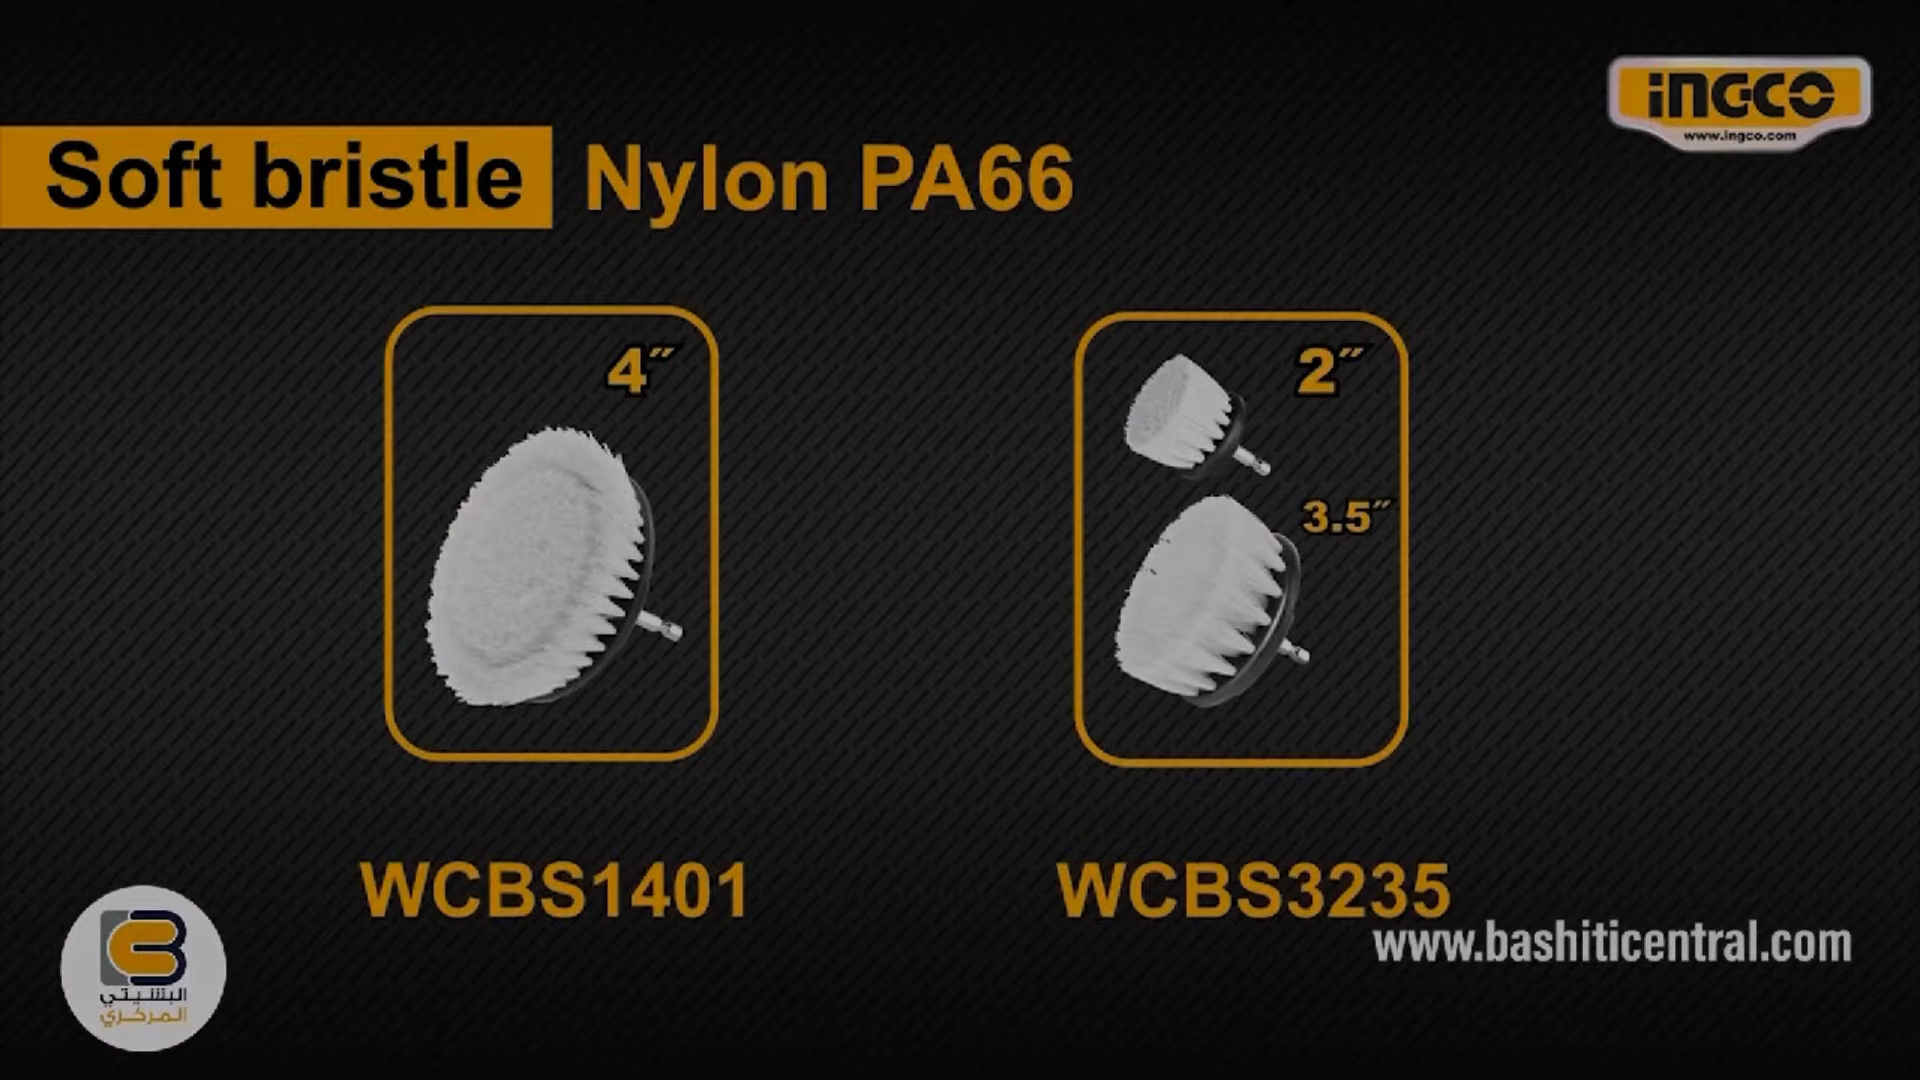 iNGCO
www.ingco.com
Soft bristle Nylon PA66
4″
2″
3.5″
WCBS1401
WCBS3235
www.bashiticentral.com
البشيتي
المركزي